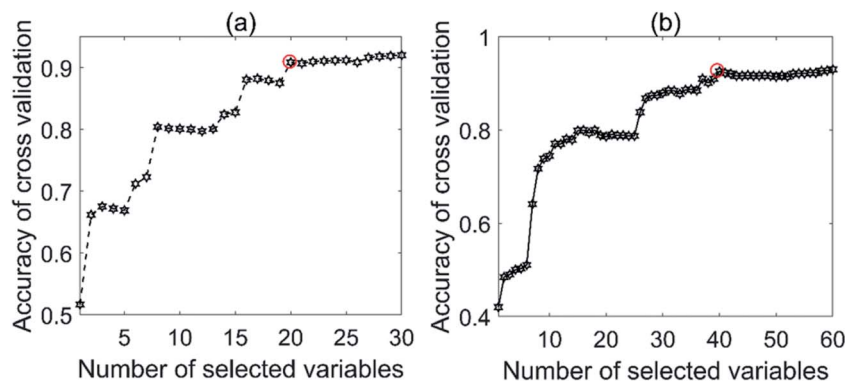 (a)
Accuracy of cross validation
0.9
0.8
0.7
0.6
0.5
5 10 15 20 25 30
Number of selected variables
(b)
Accuracy of cross validation
1
0.8
0.6
0.4
10 20 30 40 50 60
Number of selected variables